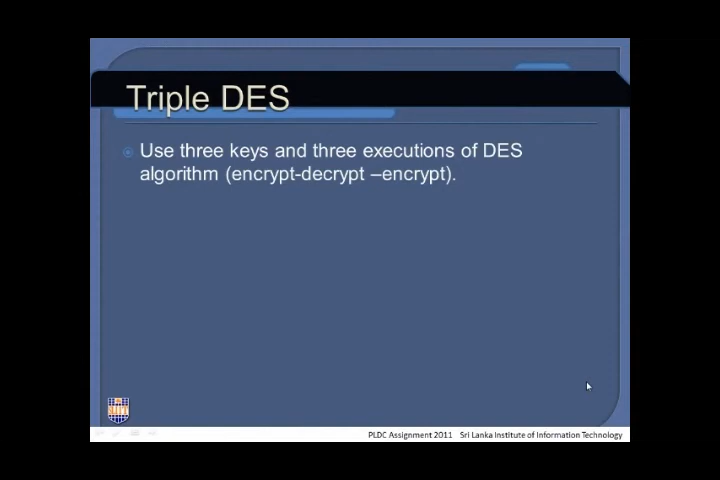 Triple DES
Use three keys and three executions of DES
algorithm (encrypt-decrypt –encrypt).
PLDC Assignment 2011 Sri Lanka Institute of Information Technology